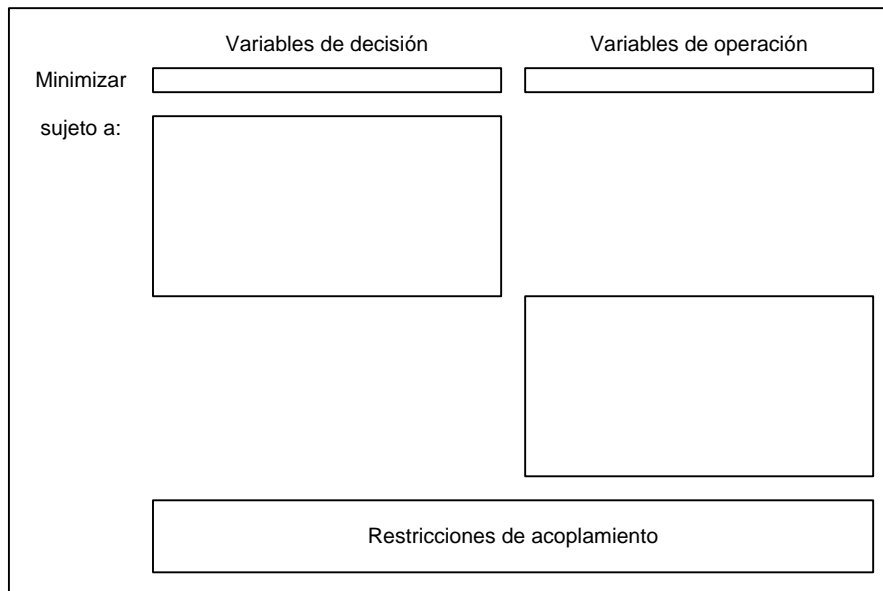 Variables de decisión
Variables de operación
Minimizar
sujeto a:
Restricciones de acoplamiento